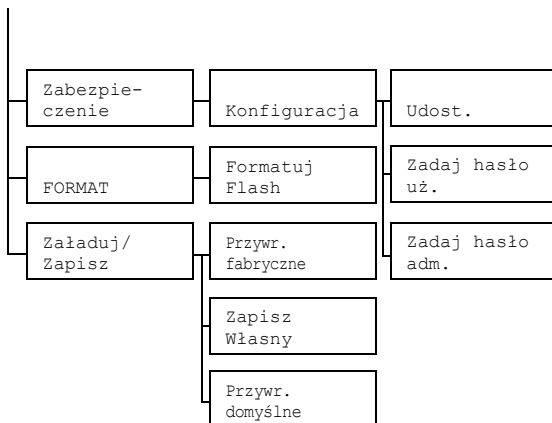 Zabezpie-
czenie
Konfiguracja
Udost.
FORMAT
Formatuj
Flash
Zadaj hasło
uż.
Załaduj/
Zapisz
Przywr.
fabryczne
Zadaj hasło
adm.
Zapisz
Własny
Przywr.
domyślne